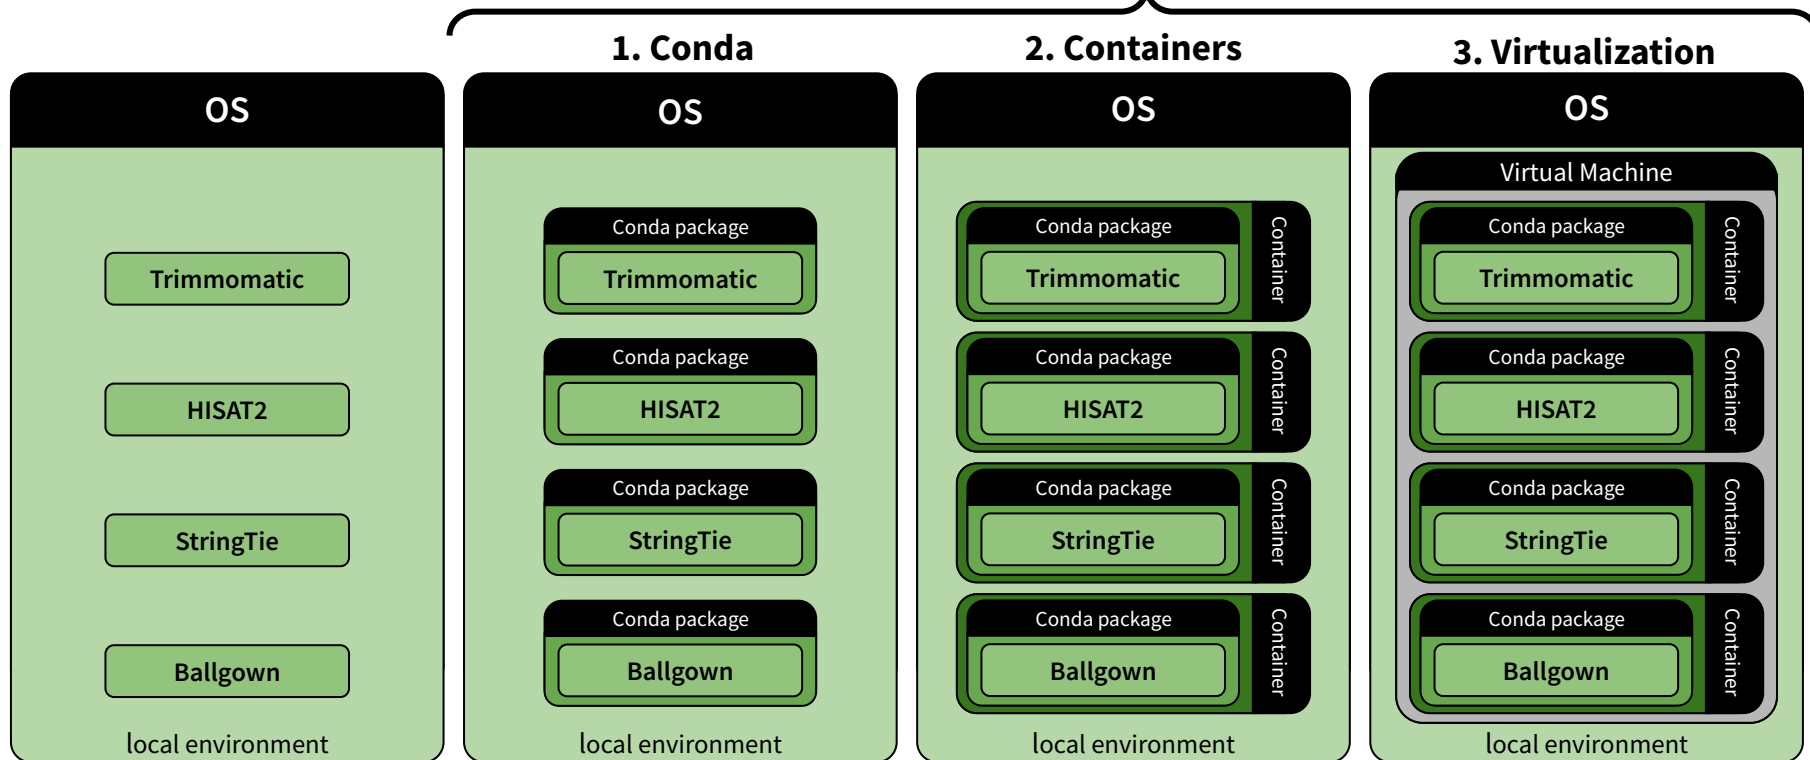 1. Conda
2. Containers
3. Virtualization
OS
Trimmomatic
HISAT2
StringTie
Ballgown
local environment
OS
Conda package
Trimmomatic
Conda package
HISAT2
Conda package
StringTie
Conda package
Ballgown
local environment
OS
Conda package
Trimmomatic
Container
Conda package
HISAT2
Container
Conda package
StringTie
Container
Conda package
Ballgown
Container
local environment
OS
Virtual Machine
Conda package
Trimmomatic
Container
Conda package
HISAT2
Container
Conda package
StringTie
Container
Conda package
Ballgown
Container
local environment